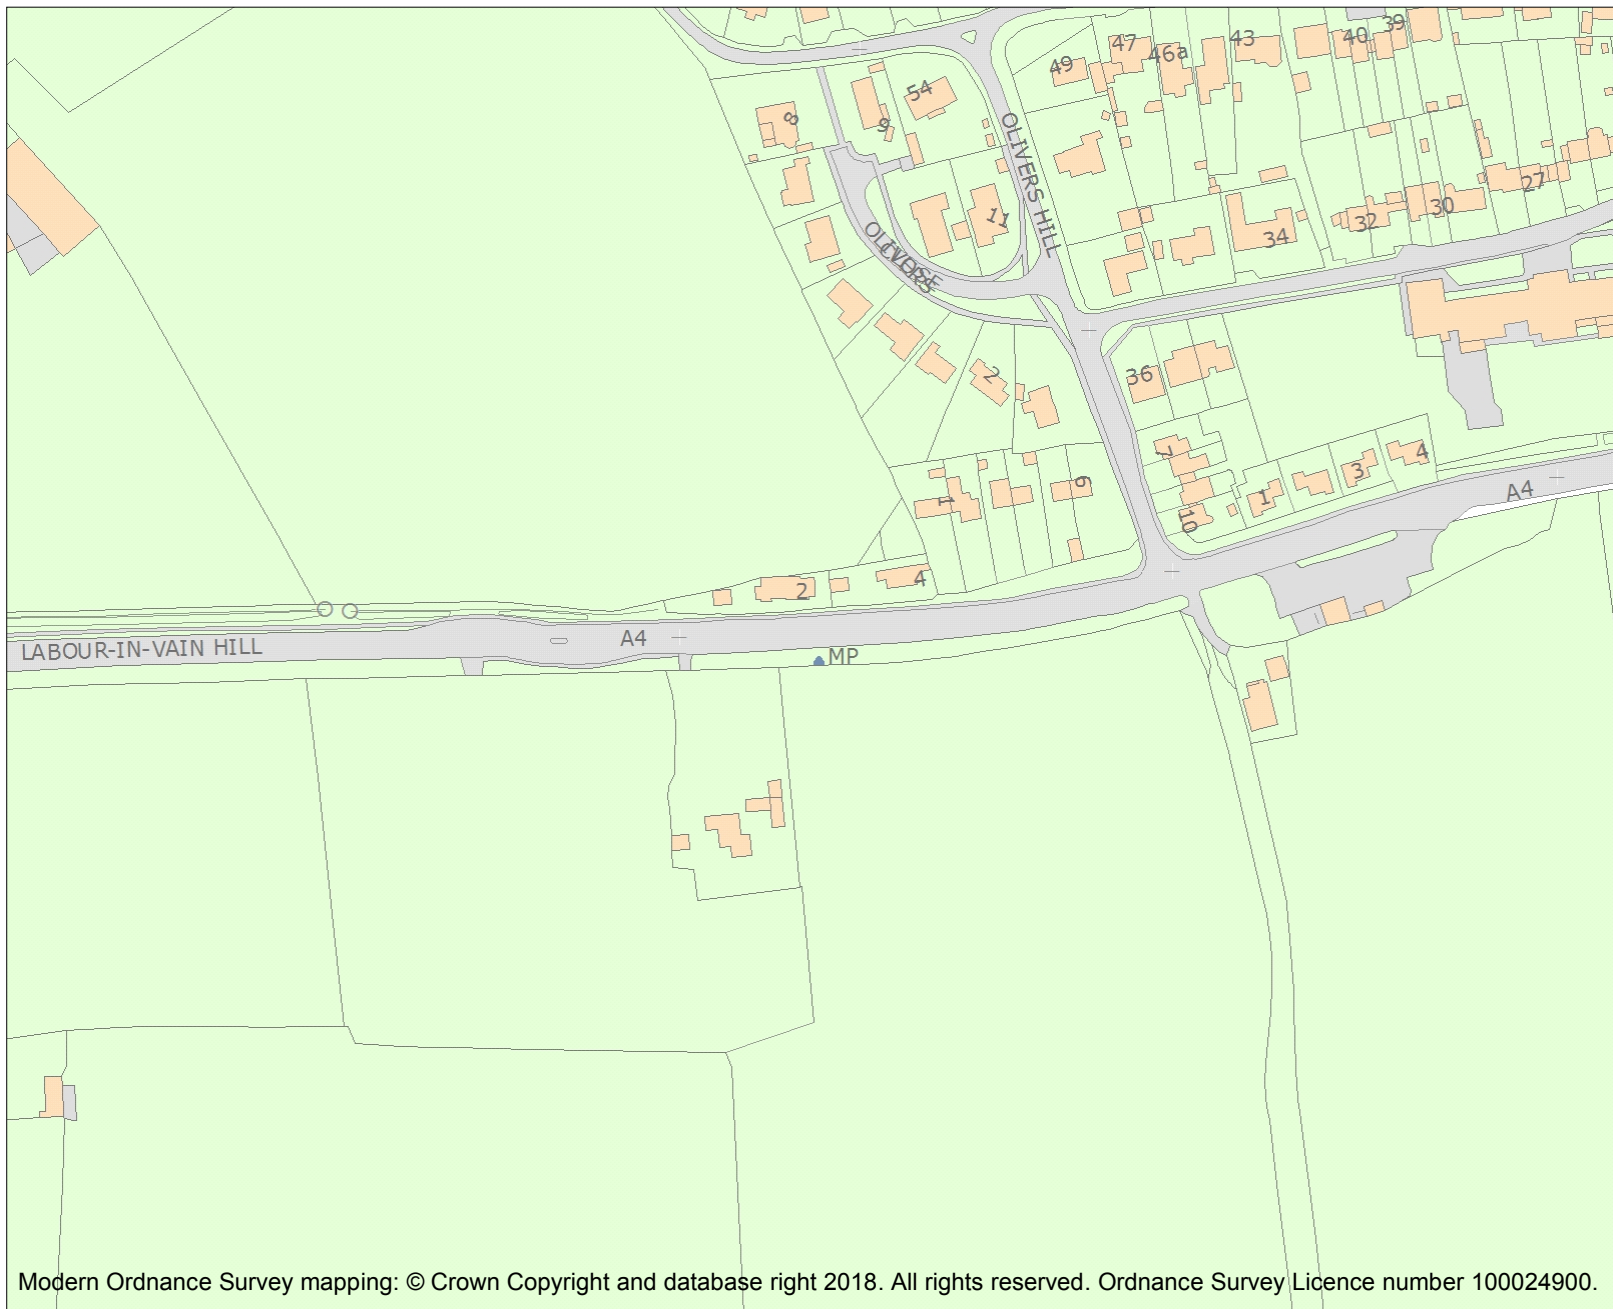 39
40
43
47
46a
49
54
8
9
OLIVERS HILL
27
30
32
11
34
OLIVERS
CLOSE
2
36
7
4
3
1
6
1
10
A4
2
4
A4
LABOUR-IN-VAIN HILL
MP
Modern Ordnance Survey mapping: © Crown Copyright and database right 2018. All rights reserved. Ordnance Survey Licence number 100024900.